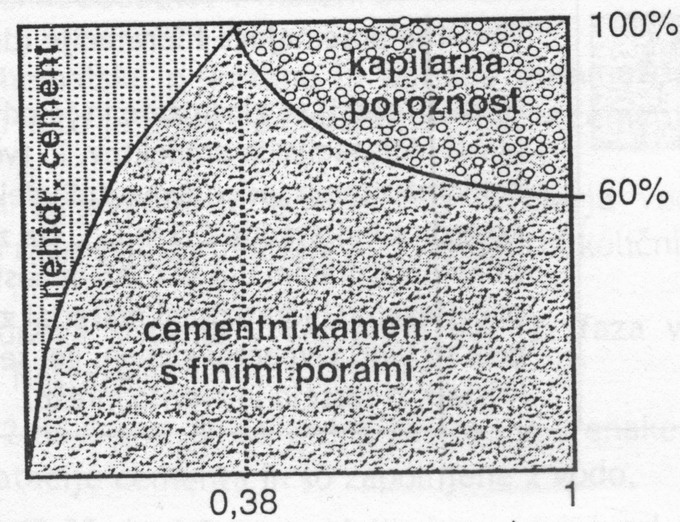 100%
nehidr. cement
kapilarna
poroznost
60%
cementni kamen
s finimi porami
0,38
1